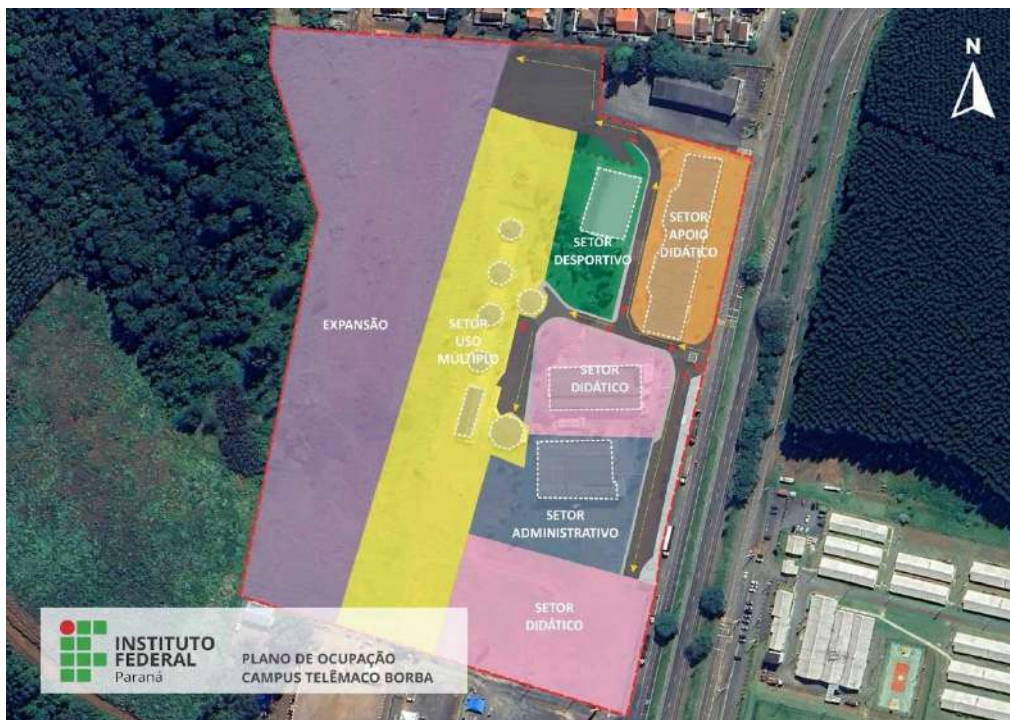 N
SETOR
APOIO
DIDÁTICO
SETOR
DESPORTIVO
EXPANSÃO
SETOR
USO
MÚLTIPLO
SETOR
DIDÁTICO
SETOR
ADMINISTRATIVO
SETOR
DIDÁTICO
INSTITUTO
FEDERAL
Paraná
PLANO DE OCUPAÇÃO
CAMPUS TELÊMACO BORBA